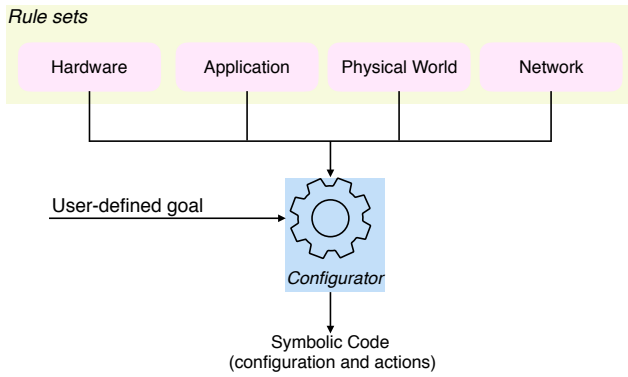 Rule sets
Hardware
Application
Physical World
Network
User-defined goal
Configurator
Symbolic Code
(configuration and actions)